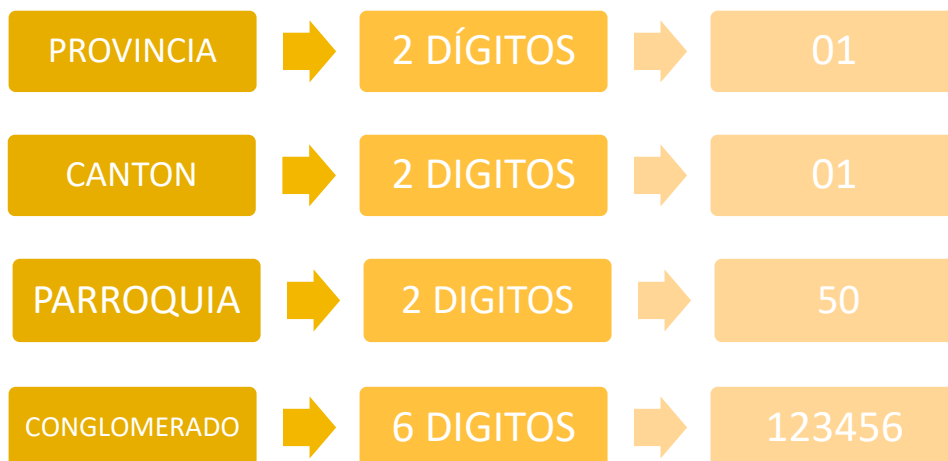 PROVINCIA 2 DÍGITOS 01
CANTON 2 DIGITOS 01
PARROQUIA 2 DIGITOS 50
CONGLOMERADO 6 DIGITOS 123456